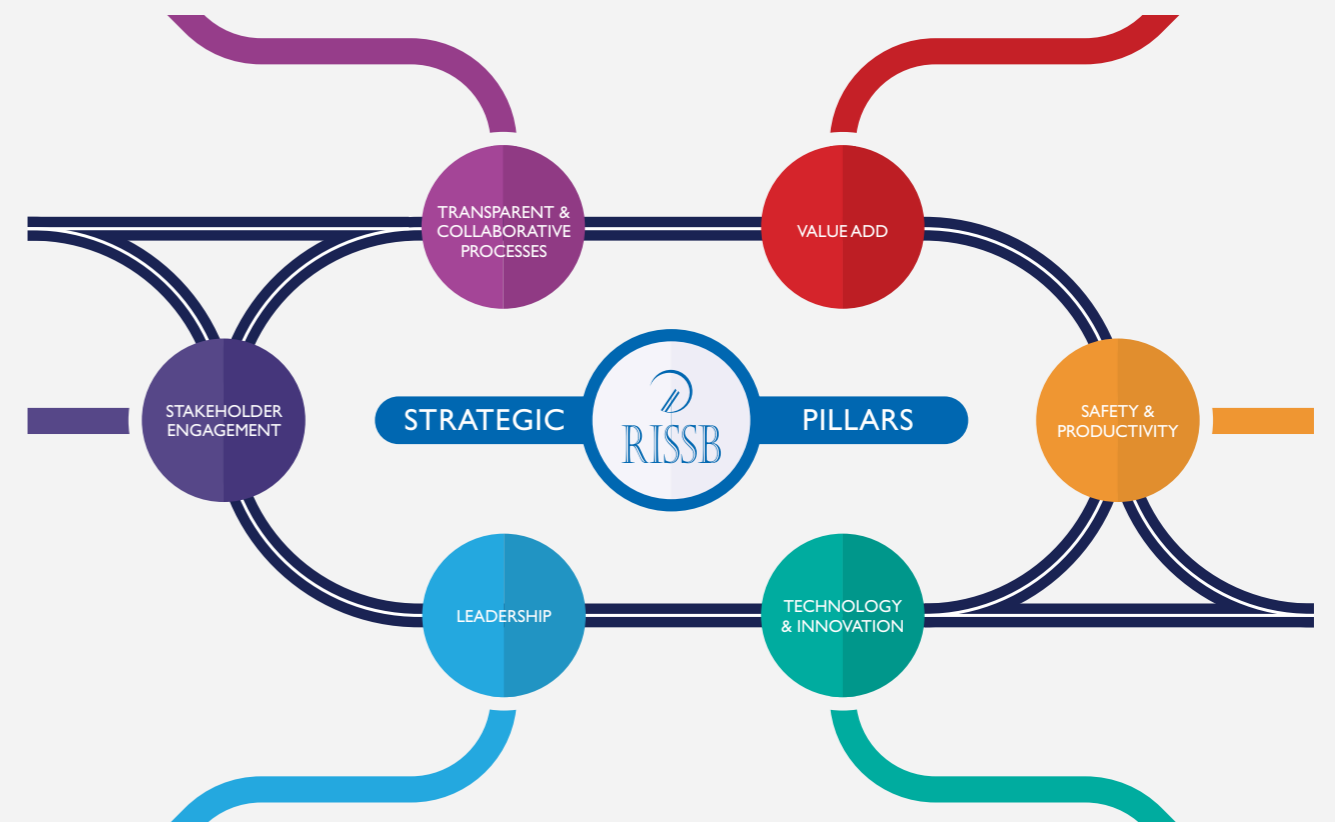 TRANSPARENT &
COLLABORATIVE
PROCESSES
VALUE ADD
STAKEHOLDER
ENGAGEMENT
STRATEGIC
RISSB
PILLARS
SAFETY &
PRODUCTIVITY
LEADERSHIP
TECHNOLOGY
& INNOVATION